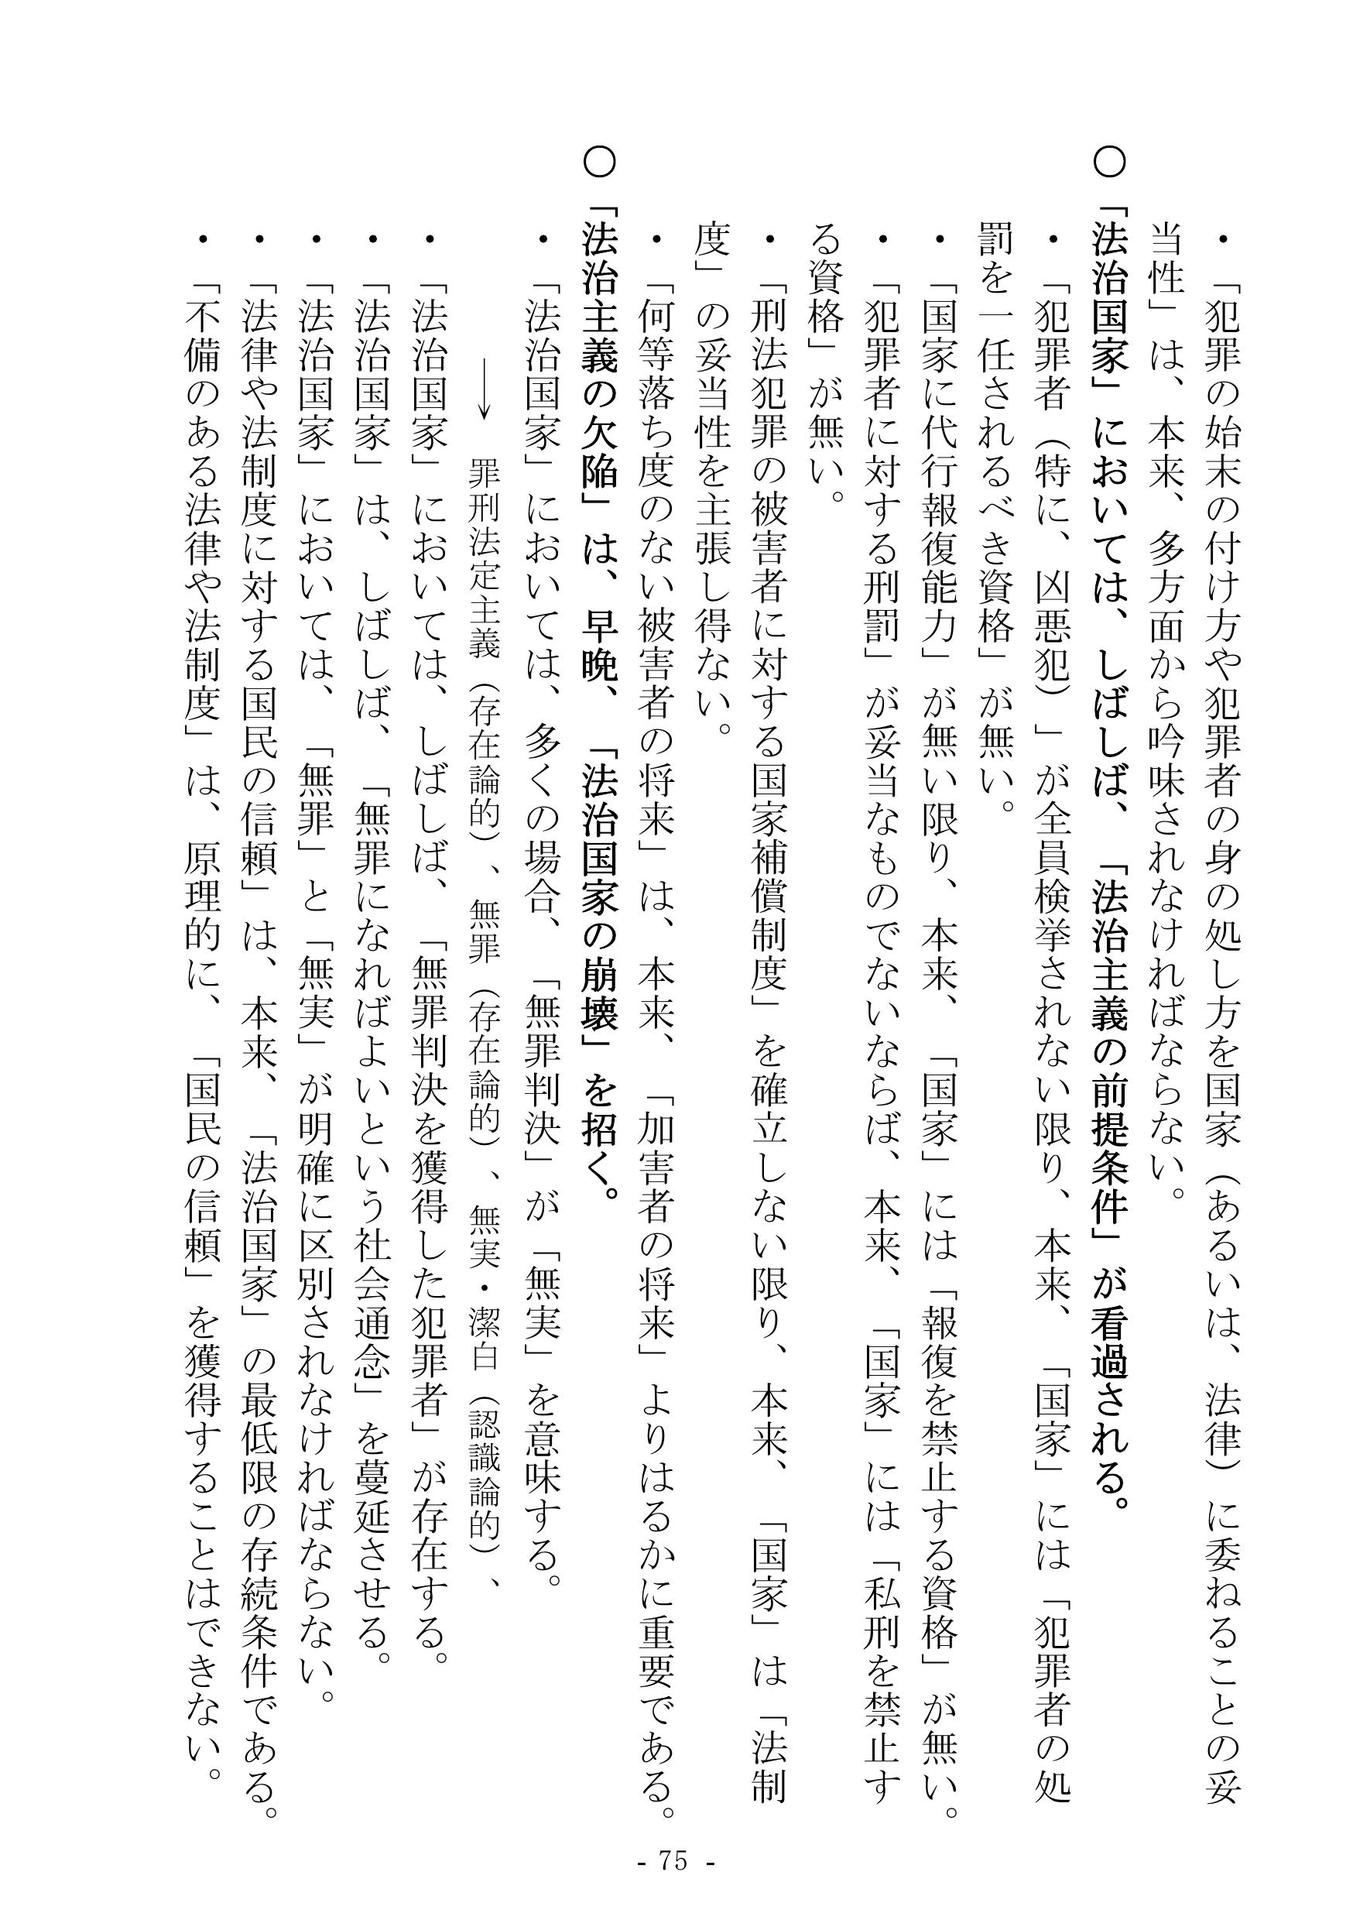 ・「犯罪の始末の付け方や犯罪者の身の処し方を国家（あるいは、法律）に委ねることの妥
当性」は、本来、多方面から吟味されなければならない。
○「法治国家」においては、しばしば、「法治主義の前提条件」が看過される。
・「犯罪者（特に、凶悪犯）」が全員検挙されない限り、本来、「国家」には「犯罪者の処
罰を一任されるべき資格」が無い。
・「国家に代行報復能力」が無い限り、本来、「国家」には「報復を禁止する資格」が無い。
・「犯罪者に対する刑罰」が妥当なものでないならば、本来、「国家」には「私刑を禁止す
る資格」が無い。
・「刑法犯罪の被害者に対する国家補償制度」を確立しない限り、本来、「国家」は「法制
度」の妥当性を主張し得ない。
・「何等落ち度のない被害者の将来」は、本来、「加害者の将来」よりはるかに重要である。
○「法治主義の欠陥」は、早晩、「法治国家の崩壊」を招く。
・「法治国家」においては、多くの場合、「無罪判決」が「無実」を意味する。
→ 罪刑法定主義（存在論的）、無罪（存在論的）、無実・潔白（認識論的）、
・「法治国家」においては、しばしば、「無罪判決を獲得した犯罪者」が存在する。
・「法治国家」は、しばしば、「無罪になればよいという社会通念」を蔓延させる。
・「法治国家」においては、「無罪」と「無実」が明確に区別されなければならない。
・「法律や法制度に対する国民の信頼」は、本来、「法治国家」の最低限の存続条件である。
・「不備のある法律や法制度」は、原理的に、「国民の信頼」を獲得することはできない。
- 75 -